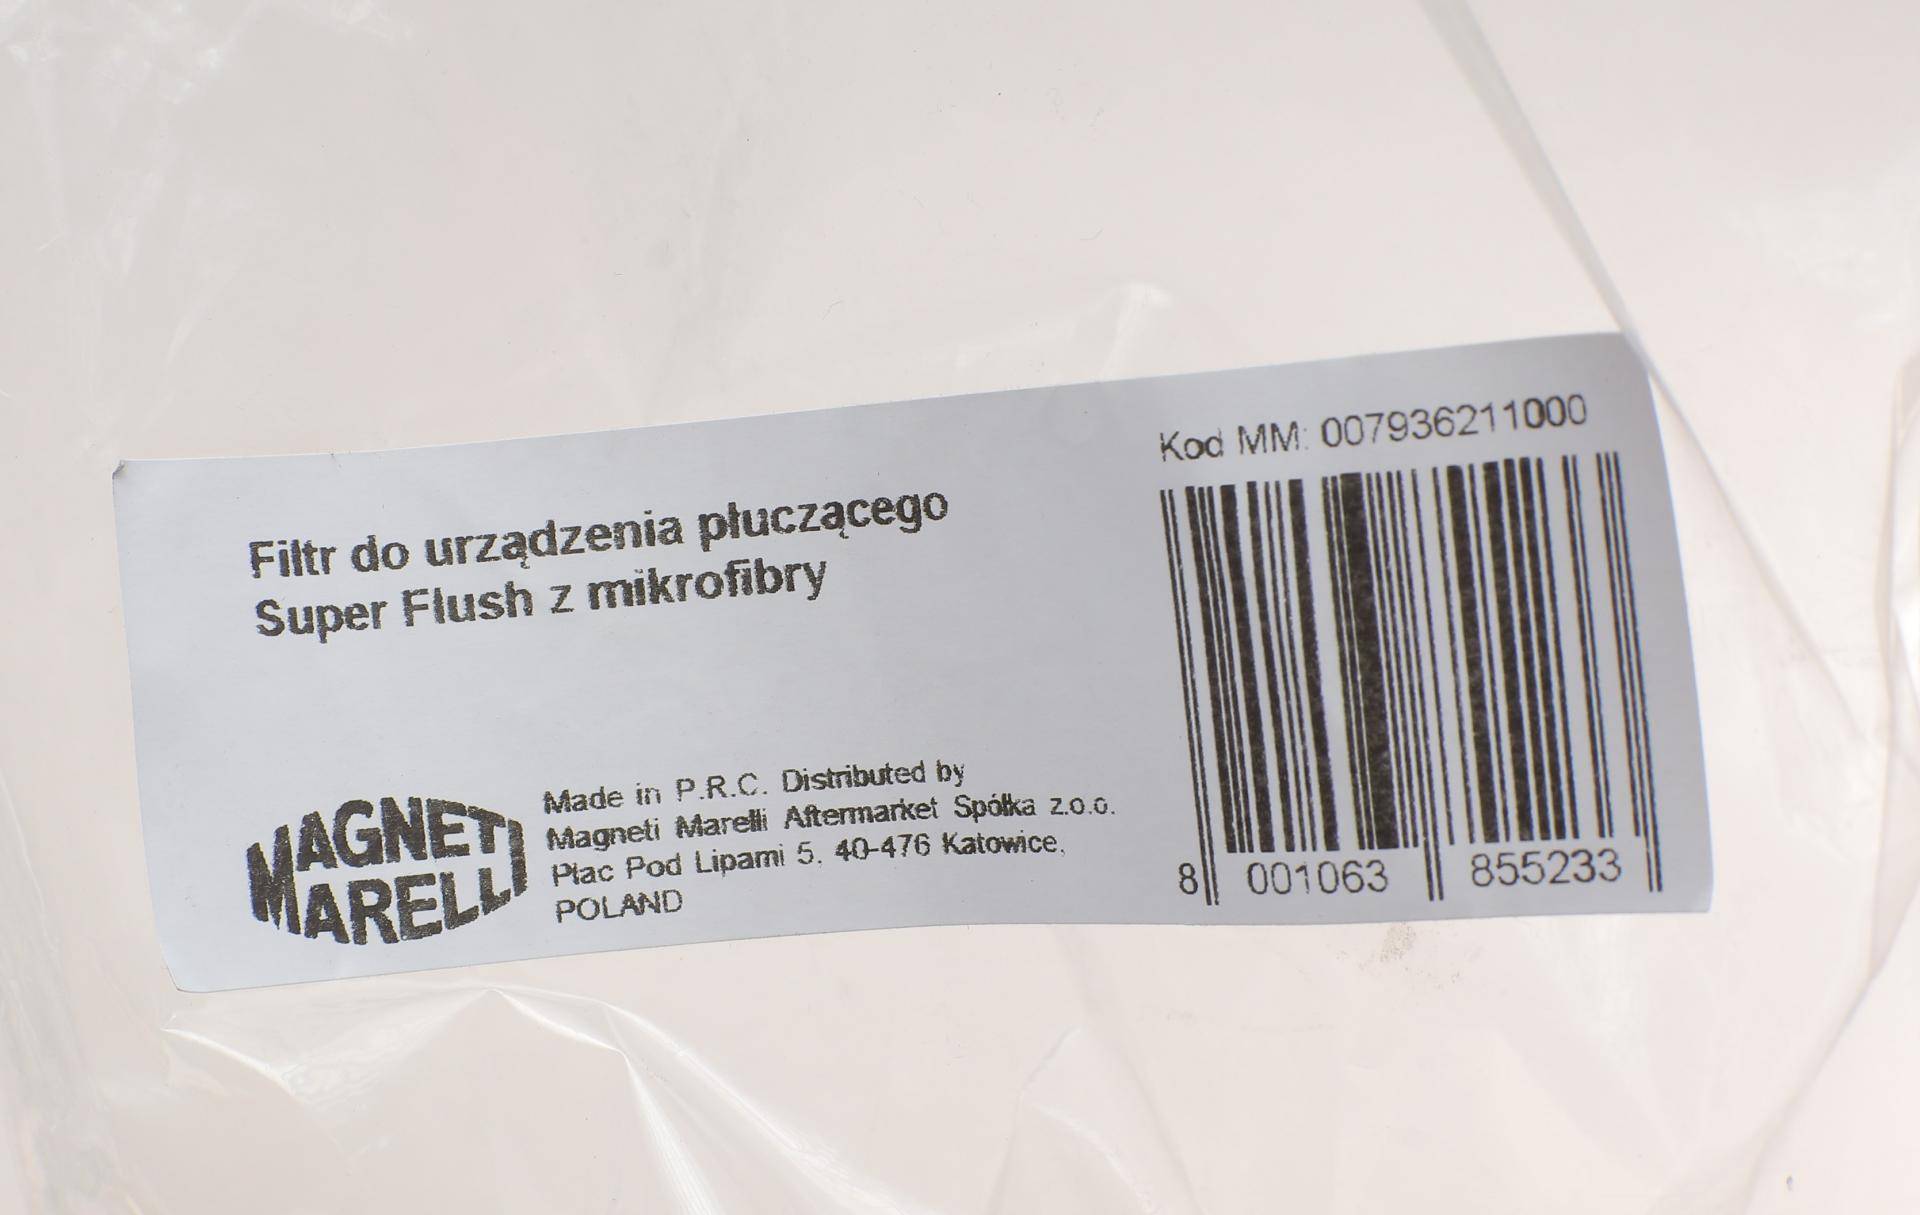 Kod MM: 007936211000
Filtr do urządzenia płuczącego
Super Flush z mikrofibry
MAGNETI
MARELLI
Made in P.R.C. Distributed by
Magneti Marelli Aftermarket Spółka z.o.o.
Plac Pod Lipami 5, 40-476 Katowice,
POLAND
8 001063 855233